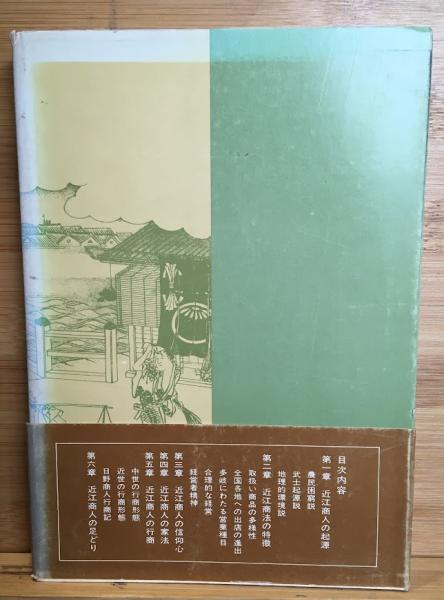 目次内容
第一章　近江商人の起源
農民困窮説
武士起源説
地理的環境説
第二章　近江商法の特徴
取扱い商品の多様性
全国各地への出店の進出
多岐にわたる営業種目
合理的な経営
経営者精神
第三章　近江商人の信仰心
第四章　近江商人の家法
第五章　近江商人の行商
中世の行商形態
近世の行商形態
日野商人行商記
第六章　近江商人の足どり